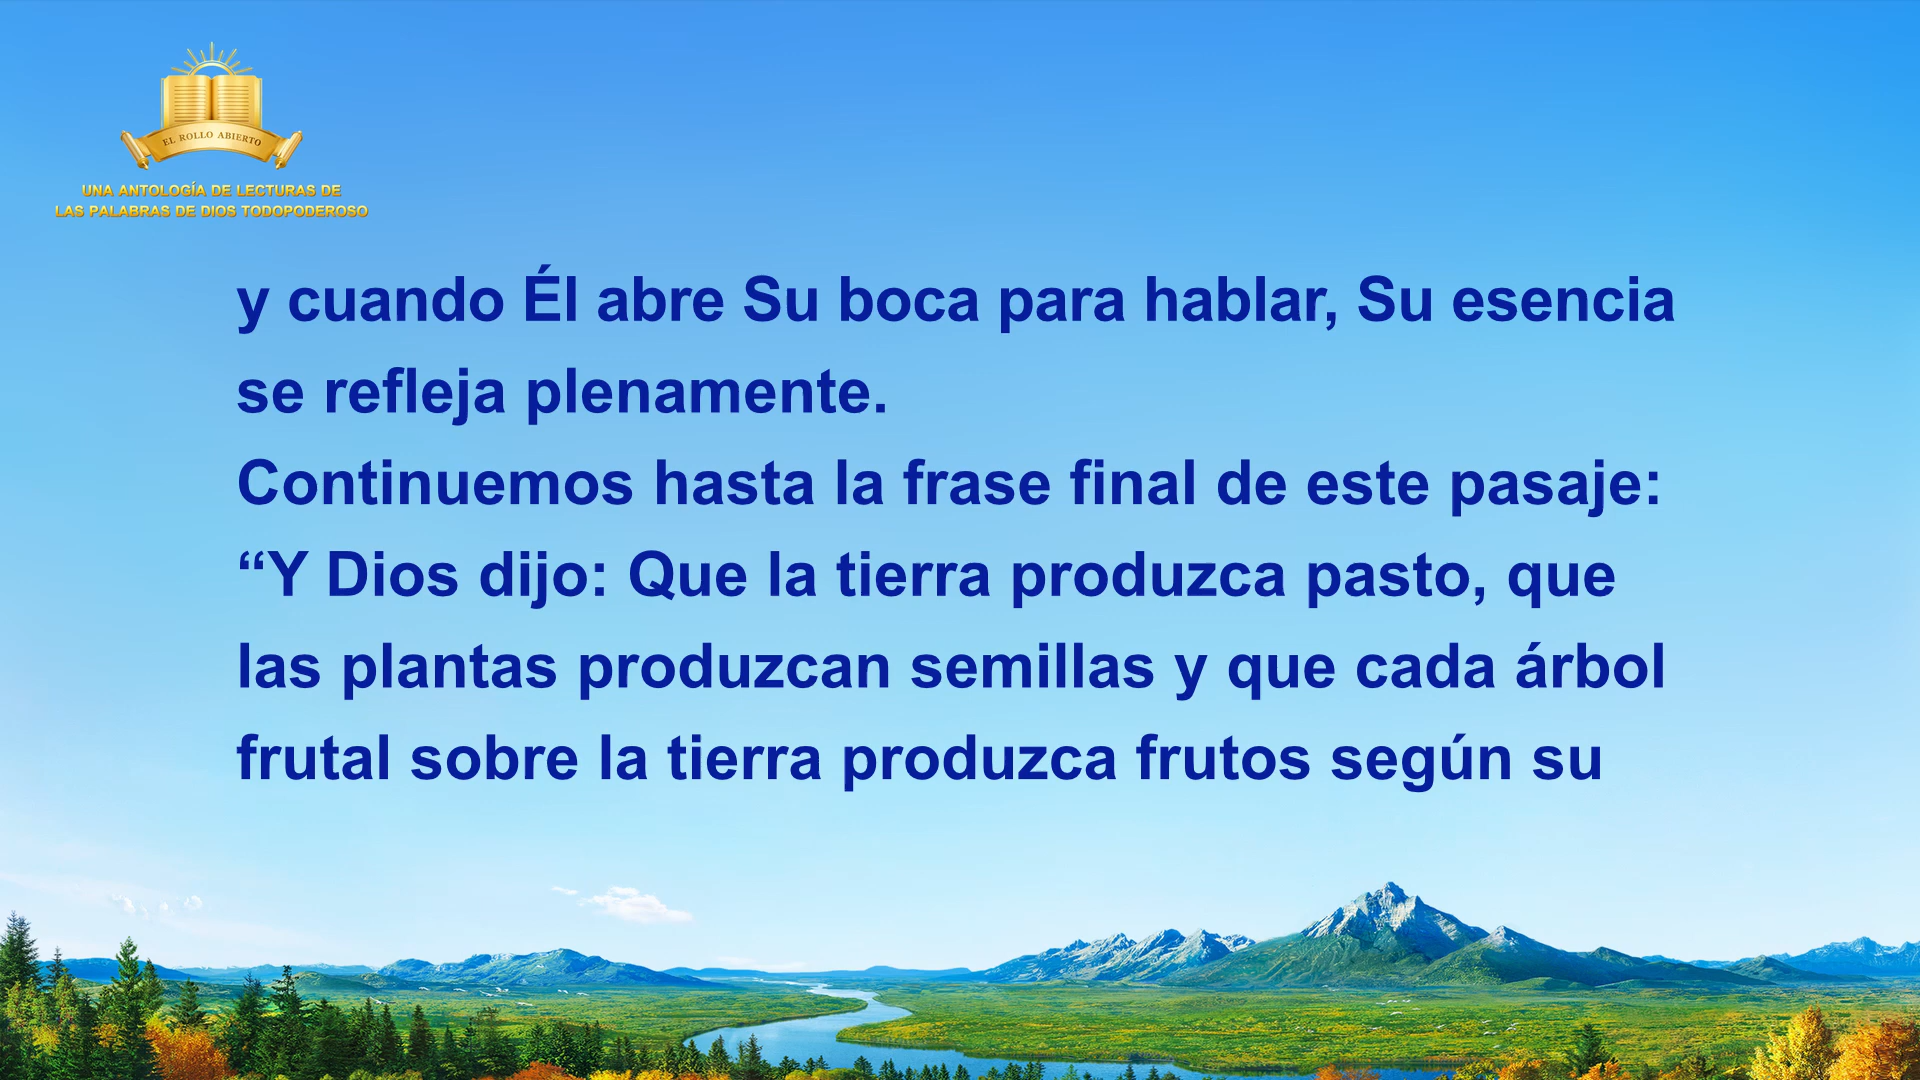 EL ROLLO ABIERTO
UNA ANTOLOGÍA DE LECTURAS DE
LAS PALABRAS DE DIOS TODOPODEROSO
y cuando Él abre Su boca para hablar, Su esencia
se refleja plenamente.
Continuemos hasta la frase final de este pasaje:
“Y Dios dijo: Que la tierra produzca pasto, que
las plantas produzcan semillas y que cada árbol
frutal sobre la tierra produzca frutos según su